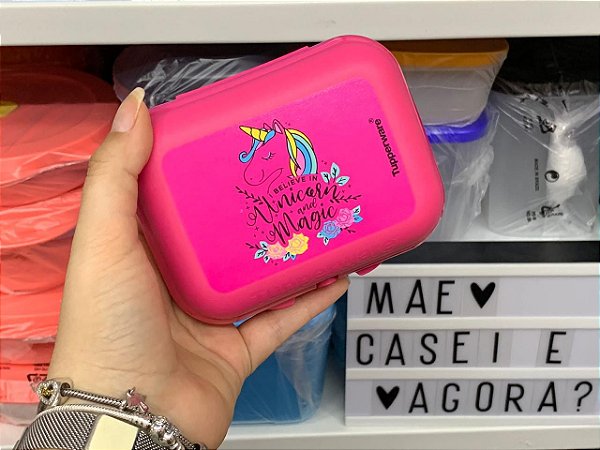 Tupperware®
I BELIEVE IN
Unicorn
and
Magic
MAE ♥
CASEI E
♥ AGORA?